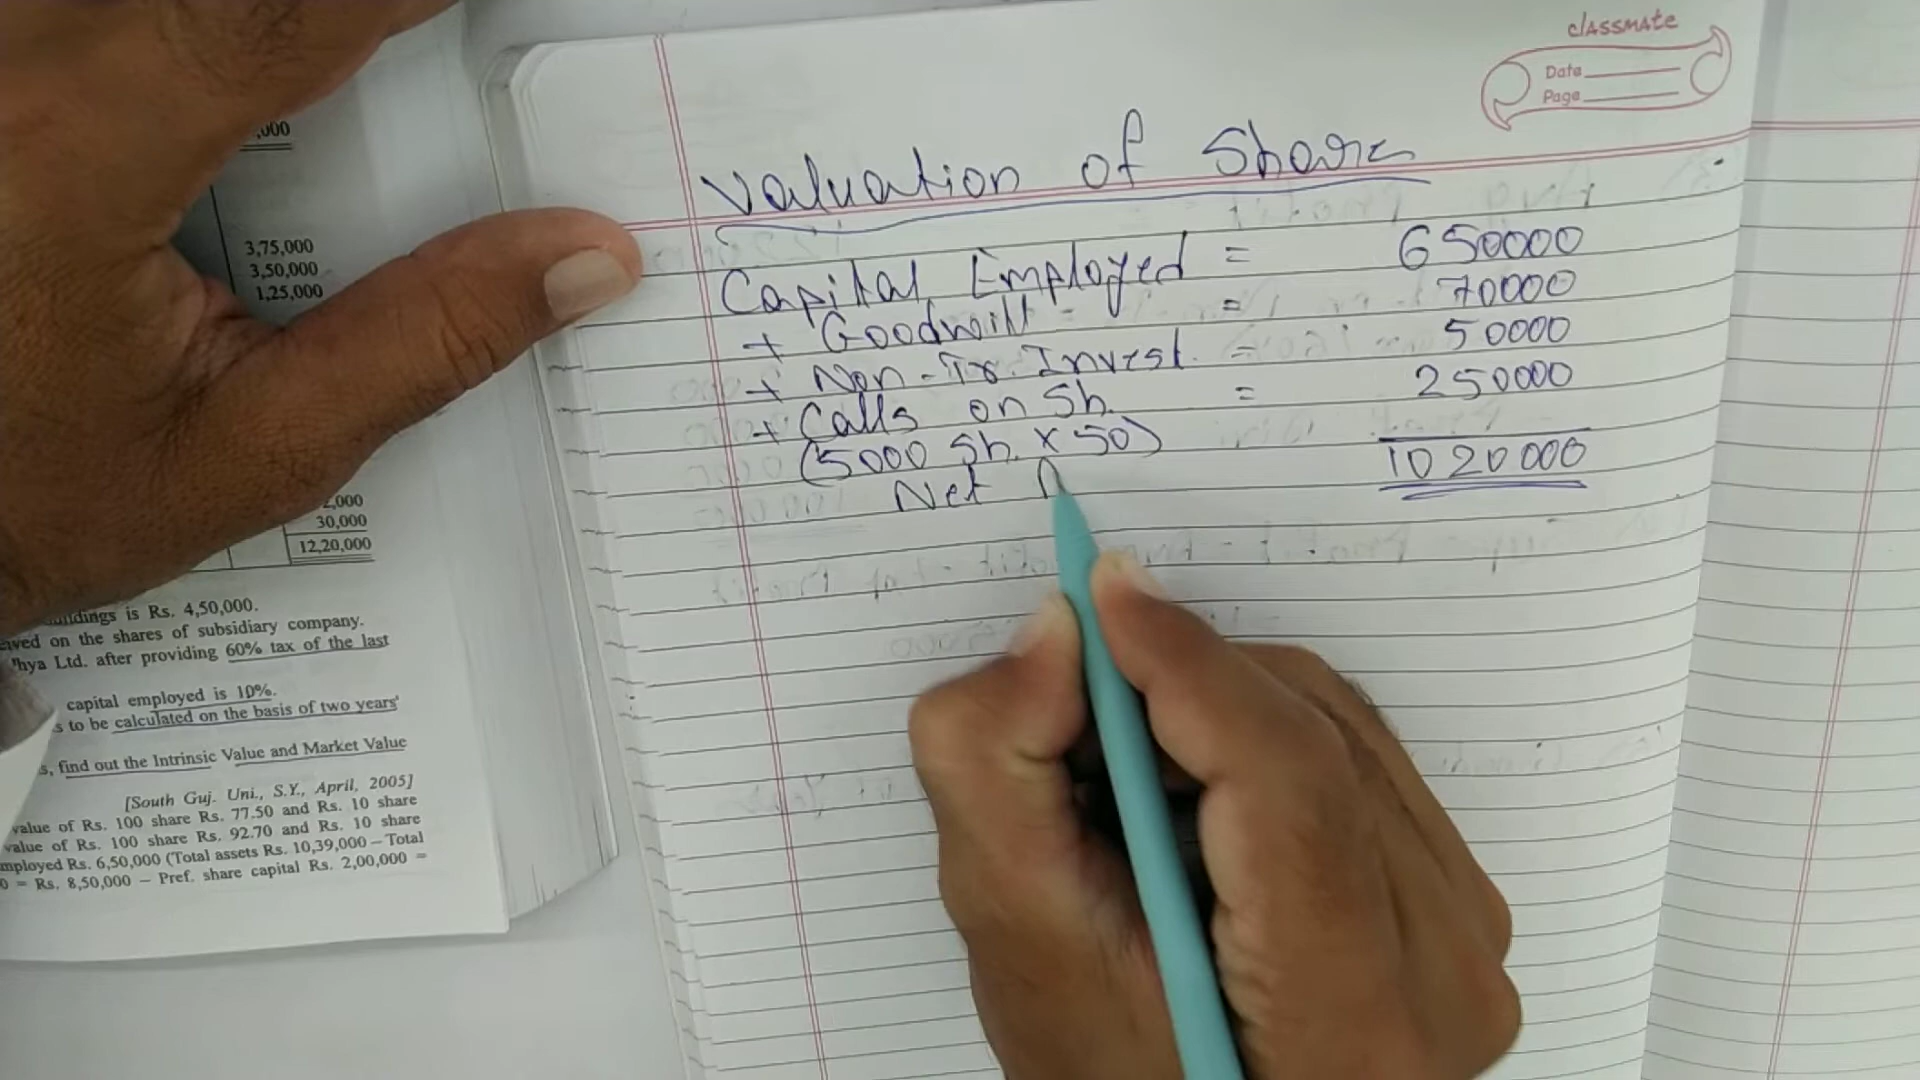 ,000
3,75,000
3,50,000
1,25,000
2,000
30,000
12,20,000
is Rs. 4,50,000.
on the shares of subsidiary company.
Ltd. after providing 60% tax of the last
capital employed is 10%.
s to be calculated on the basis of two years'
s, find out the Intrinsic Value and Market Value
[South Guj. Uni., S.Y., April, 2005]
value of Rs. 100 share Rs. 77.50 and Rs. 10 share
value of Rs. 100 share Rs. 92.70 and Rs. 10 share
mployed Rs. 6,50,000 (Total assets Rs. 10,39,000 – Total
0 = Rs. 8,50,000 – Pref. share capital Rs. 2,00,000 =
classmate
Date
Page
Valuation of Share
Capital Employed = 650000
+ Goodwill = 70000
+ Non-Tr. Invest. = 50000
+ Calls on Sh. = 250000
(5000 Sh. x 50)
1020000
Net